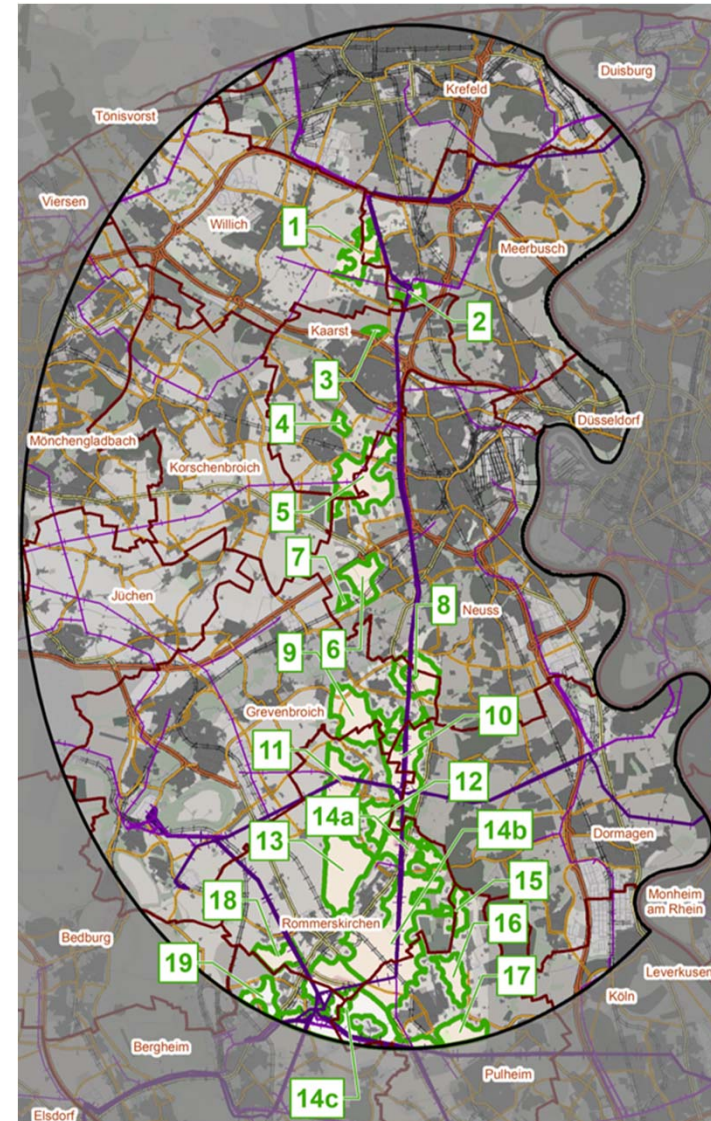 Duisburg
Krefeld
Tönisvorst
Viersen
Willich
1
Meerbusch
2
Kaarst
3
4
Düsseldorf
Mönchengladbach
Korschenbroich
5
7
Jüchen
8
Neuss
9
6
Grevenbroich
10
11
12
14a
14b
13
Dormagen
15
Monheim
am Rhein
18
Rommerskirchen
16
Bedburg
19
17
Leverkusen
Köln
Bergheim
Pulheim
14c
Elsdorf